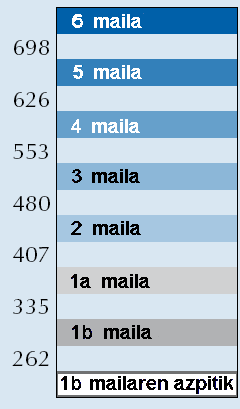 6 maila
698
5 maila
626
4 maila
553
3 maila
480
2 maila
407
1a maila
335
1b maila
262
1b mailaren azpitik